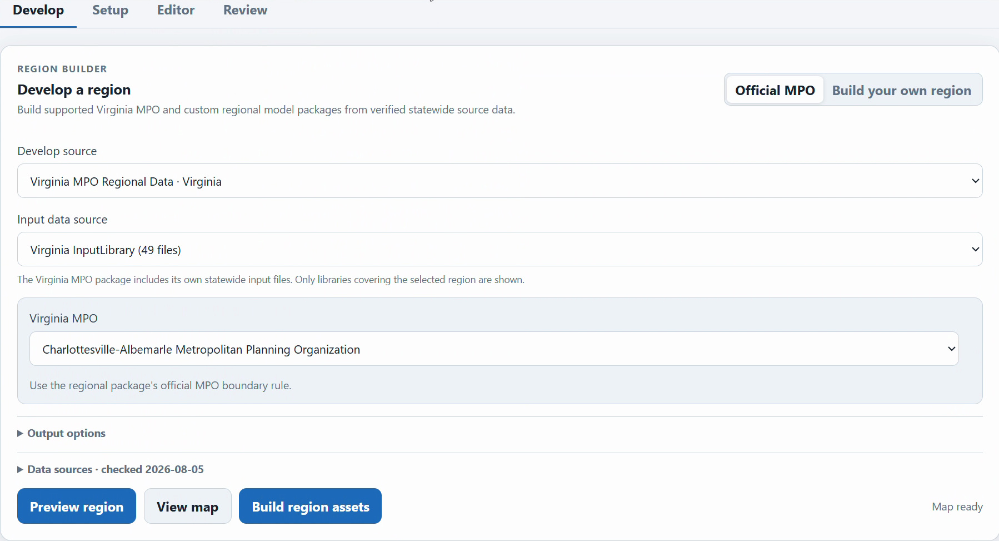 Develop Setup Editor Review
REGION BUILDER
Develop a region
Build supported Virginia MPO and custom regional model packages from verified statewide source data.
Official MPO Build your own region
Develop source
Virginia MPO Regional Data · Virginia
Input data source
Virginia InputLibrary (49 files)
The Virginia MPO package includes its own statewide input files. Only libraries covering the selected region are shown.
Virginia MPO
Charlottesville-Albemarle Metropolitan Planning Organization
Use the regional package's official MPO boundary rule.
Output options
Data sources · checked 2026-08-05
Preview region View map Build region assets Map ready